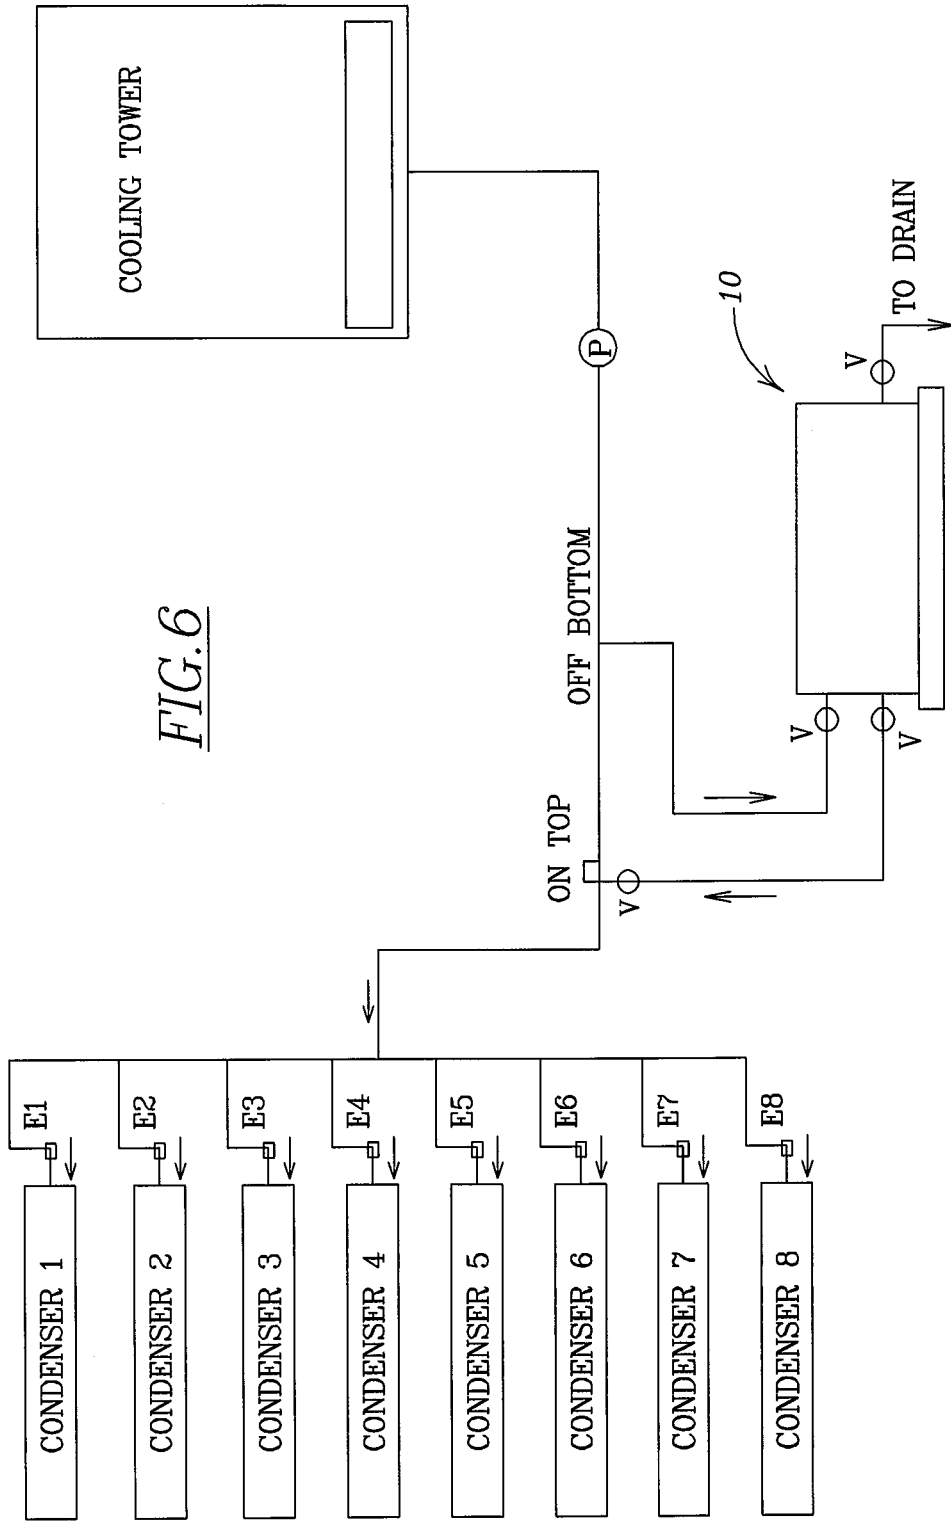 FIG.6
COOLING TOWER
P
OFF BOTTOM
ON TOP
V
V
V
V
10
TO DRAIN
E1
E2
E3
E4
E5
E6
E7
E8
CONDENSER 1
CONDENSER 2
CONDENSER 3
CONDENSER 4
CONDENSER 5
CONDENSER 6
CONDENSER 7
CONDENSER 8